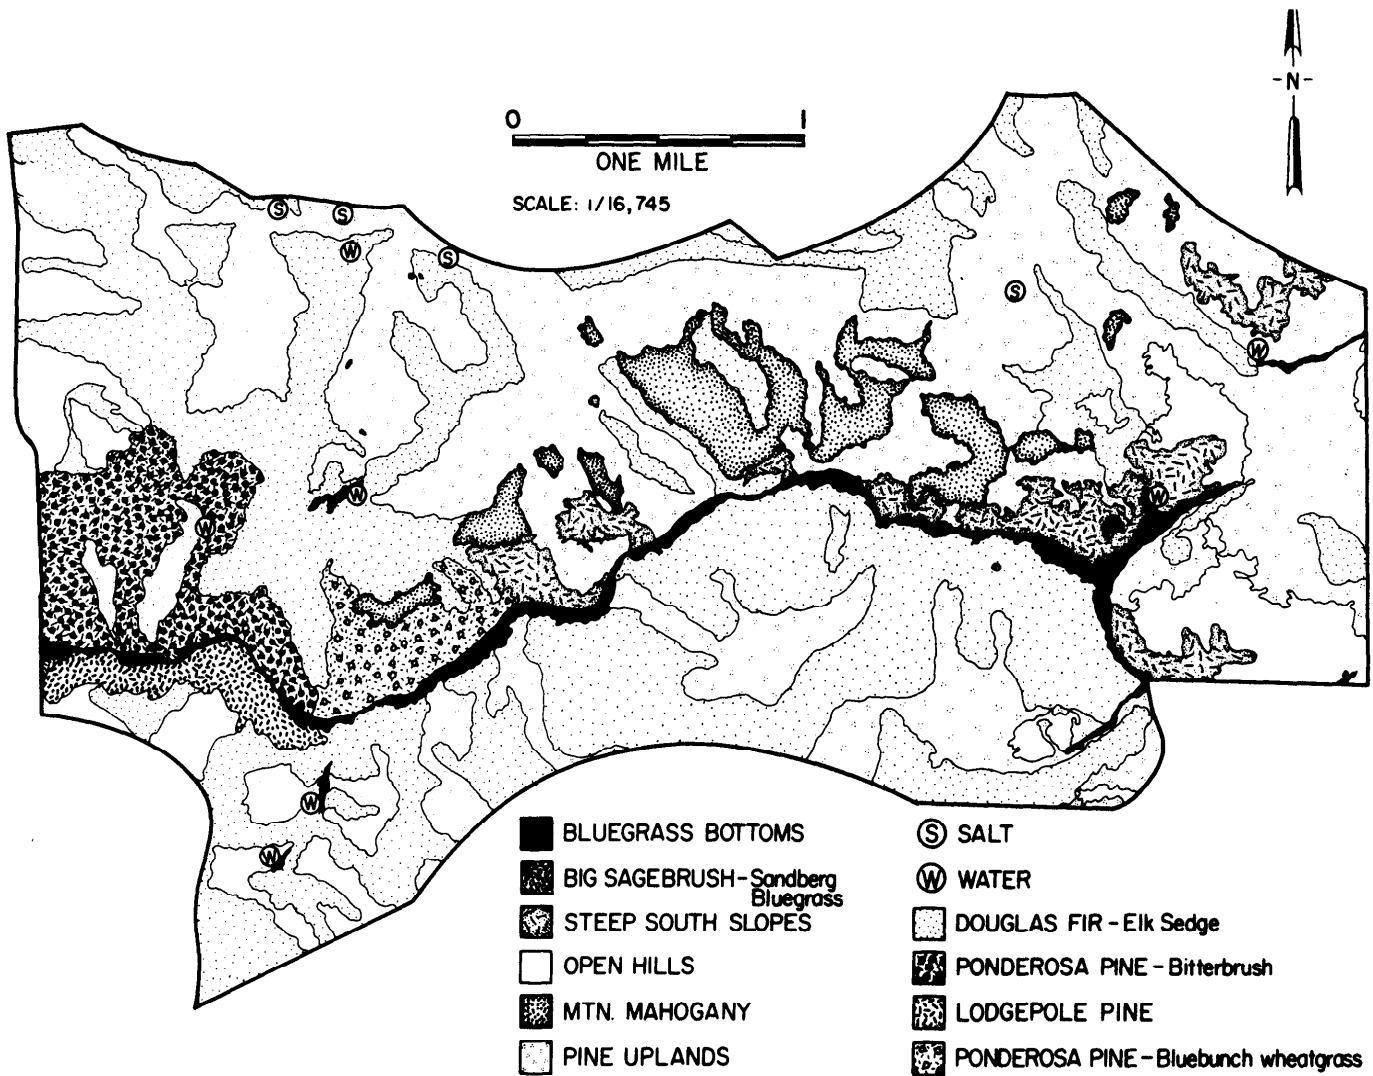 -N-
0 1
ONE MILE
SCALE: 1/16,745
S
S
W
S
S
W
W
W
W
W
W
BLUEGRASS BOTTOMS
BIG SAGEBRUSH-Sandberg
Bluegrass
STEEP SOUTH SLOPES
OPEN HILLS
MTN. MAHOGANY
PINE UPLANDS
S SALT
W WATER
DOUGLAS FIR-Elk Sedge
PONDEROSA PINE-Bitterbrush
LODGEPOLE PINE
PONDEROSA PINE-Bluebunch wheatgrass